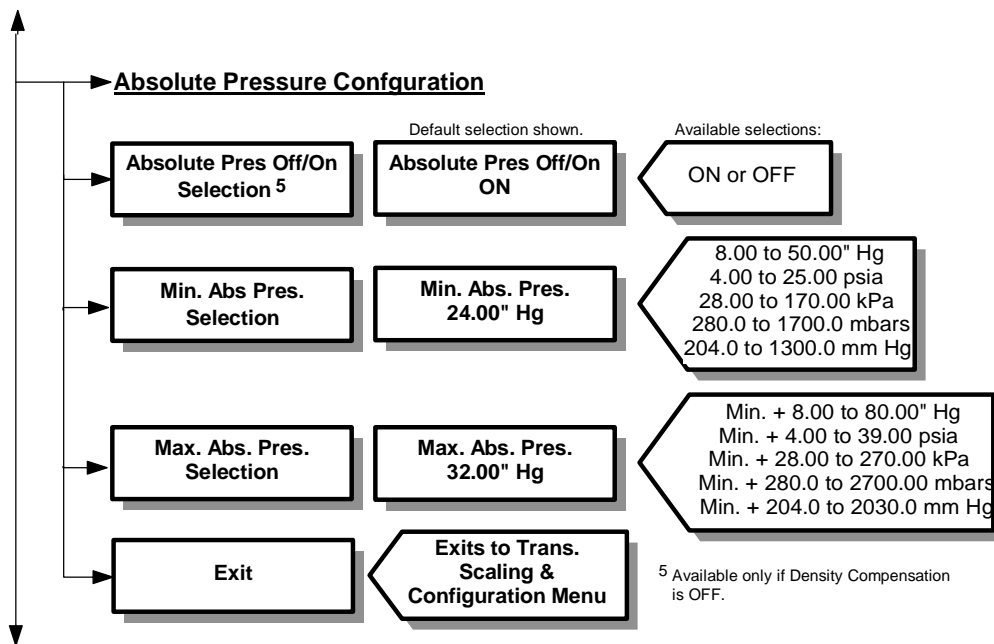 Absolute Pressure Confguration
Default selection shown.
Available selections:
Absolute Pres Off/On
Selection 5
Absolute Pres Off/On
ON
ON or OFF
Min. Abs Pres.
Selection
Min. Abs. Pres.
24.00" Hg
8.00 to 50.00" Hg
4.00 to 25.00 psia
28.00 to 170.00 kPa
280.0 to 1700.0 mbars
204.0 to 1300.0 mm Hg
Max. Abs. Pres.
Selection
Max. Abs. Pres.
32.00" Hg
Min. + 8.00 to 80.00" Hg
Min. + 4.00 to 39.00 psia
Min. + 28.00 to 270.00 kPa
Min. + 280.0 to 2700.00 mbars
Min. + 204.0 to 2030.0 mm Hg
Exit
Exits to Trans.
Scaling &
Configuration Menu
5 Available only if Density Compensation
is OFF.